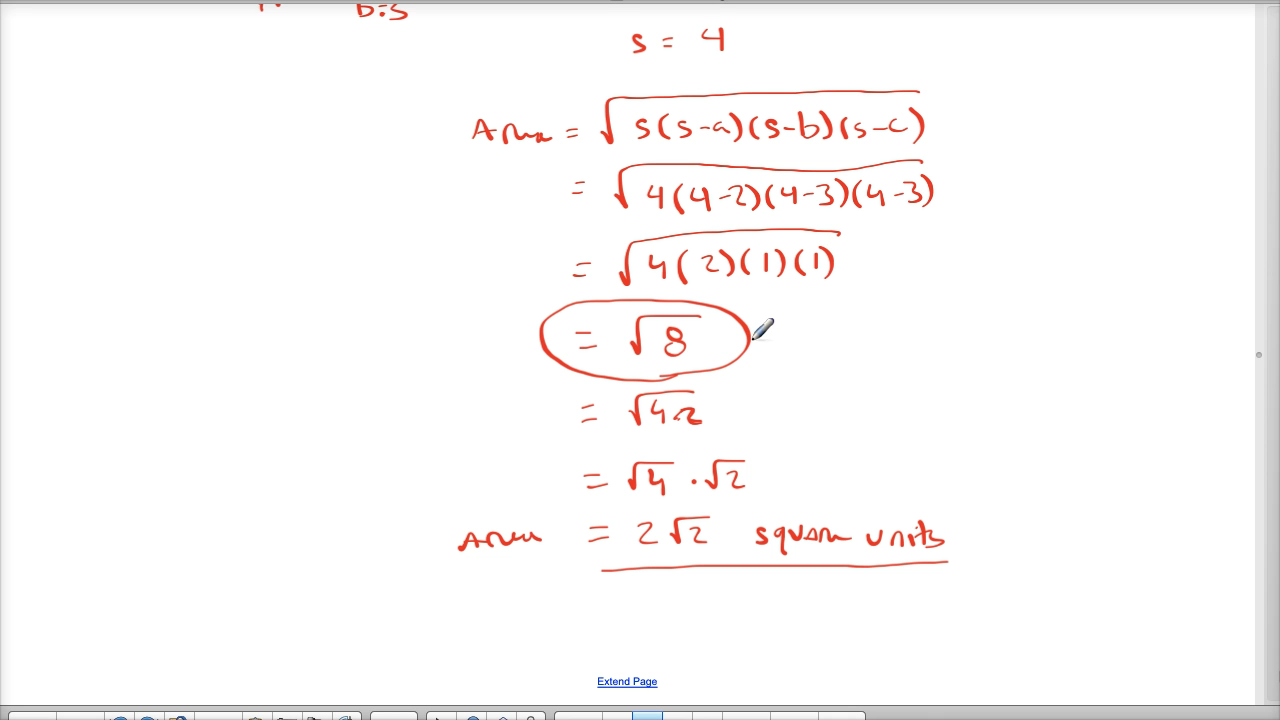 b=3
s = 4
Area = √s(s-a)(s-b)(s-c)
= √4(4-2)(4-3)(4-3)
= √4(2)(1)(1)
= √8
= √4·2
= √4 · √2
Area = 2√2 square units
Extend Page